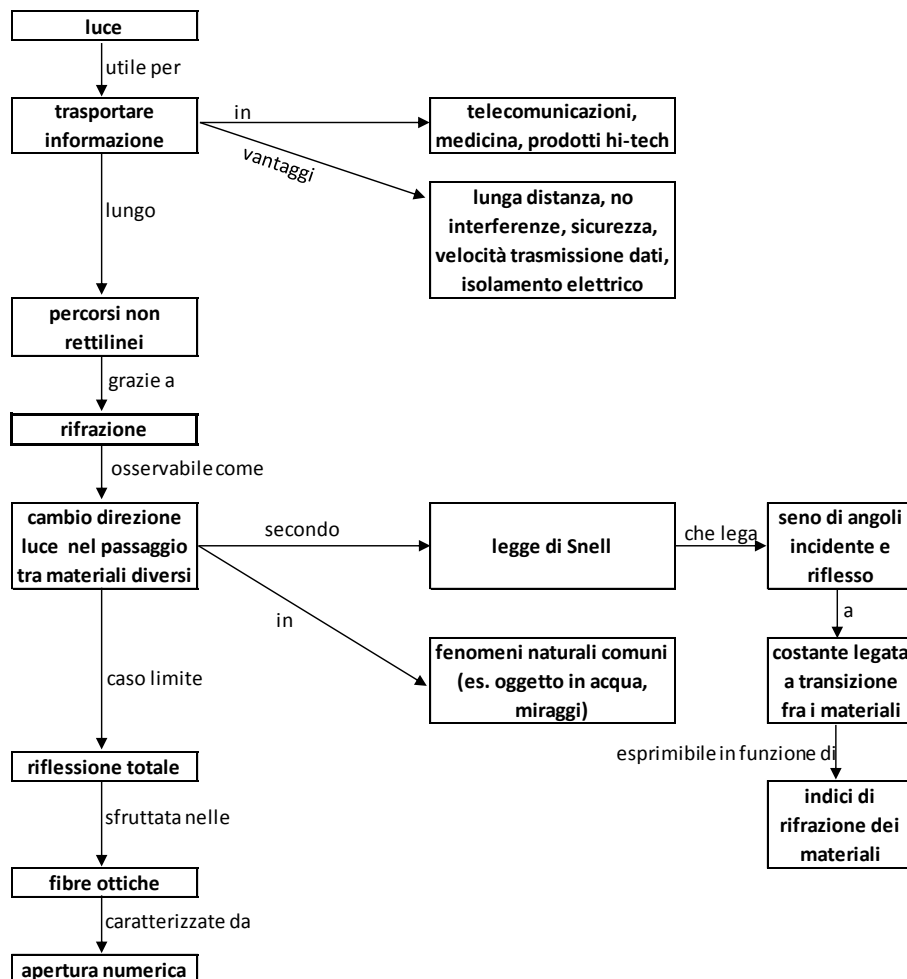 luce
utile per
trasportare
informazione
in
telecomunicazioni,
medicina, prodotti hi-tech
vantaggi
lunga distanza, no
interferenze, sicurezza,
velocità trasmissione dati,
isolamento elettrico
lungo
percorsi non
rettilinei
grazie a
rifrazione
osservabile come
cambio direzione
luce nel passaggio
tra materiali diversi
secondo
legge di Snell
che lega
seno di angoli
incidente e
riflesso
a
costante legata
a transizione
fra i materiali
esprimibile in funzione di
indici di
rifrazione dei
materiali
in
fenomeni naturali comuni
(es. oggetto in acqua,
miraggi)
caso limite
riflessione totale
sfruttata nelle
fibre ottiche
caratterizzate da
apertura numerica